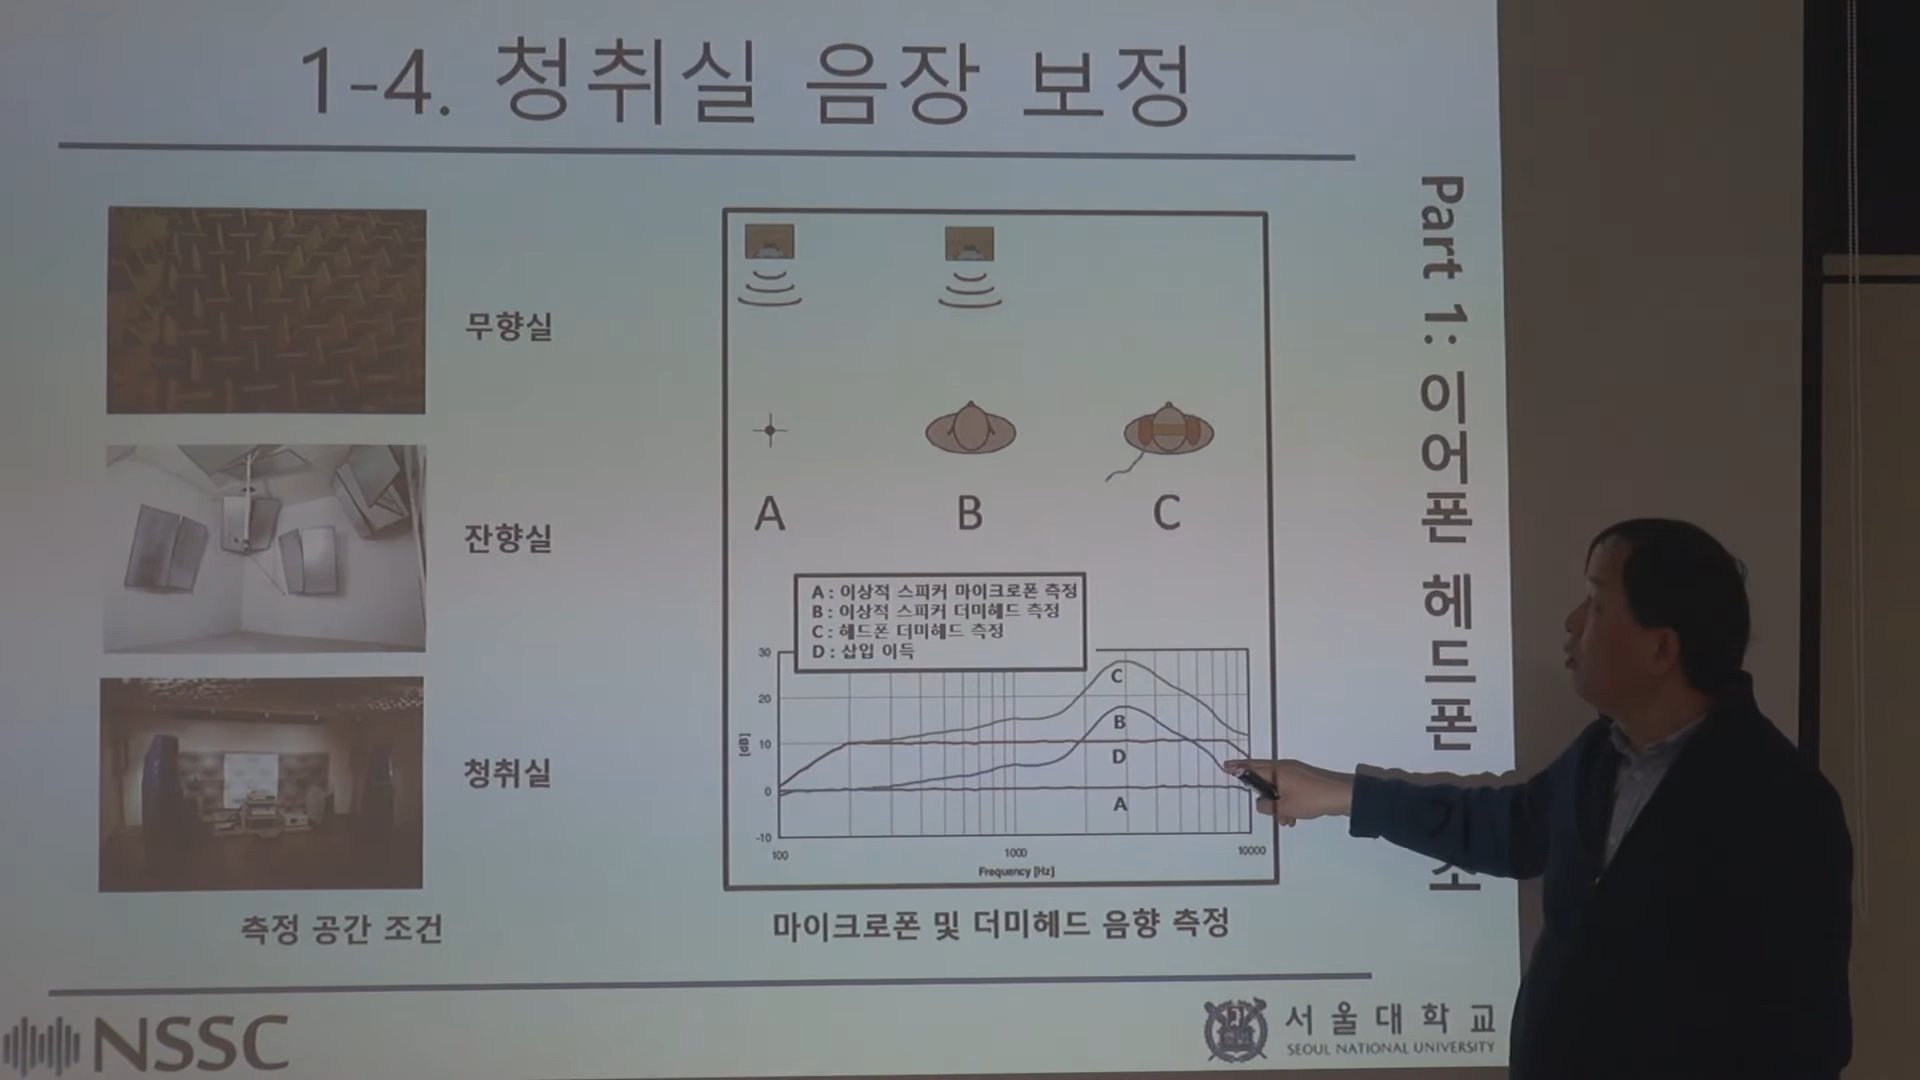 1-4. 청취실 음장 보정
무향실
잔향실
청취실
측정 공간 조건
A
B
C
A : 이상적 스피커 마이크로폰 측정
B : 이상적 스피커 더미헤드 측정
C : 헤드폰 더미헤드 측정
D : 삽입 이득
30
20
10
0
-10
[dB]
C
B
D
A
100
1000
10000
Frequency [Hz]
마이크로폰 및 더미헤드 음향 측정
Part 1: 이어폰 헤드폰 기초
NSSC
서울대학교
SEOUL NATIONAL UNIVERSITY